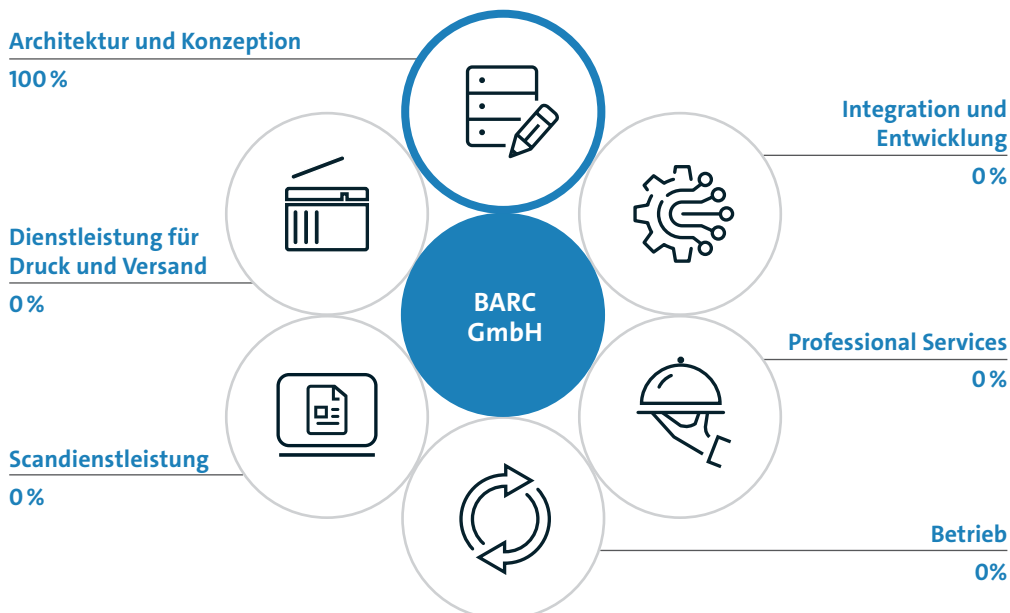 Architektur und Konzeption
100 %
Integration und
Entwicklung
0 %
Dienstleistung für
Druck und Versand
0 %
BARC
GmbH
Professional Services
0 %
Scandienstleistung
0 %
Betrieb
0%